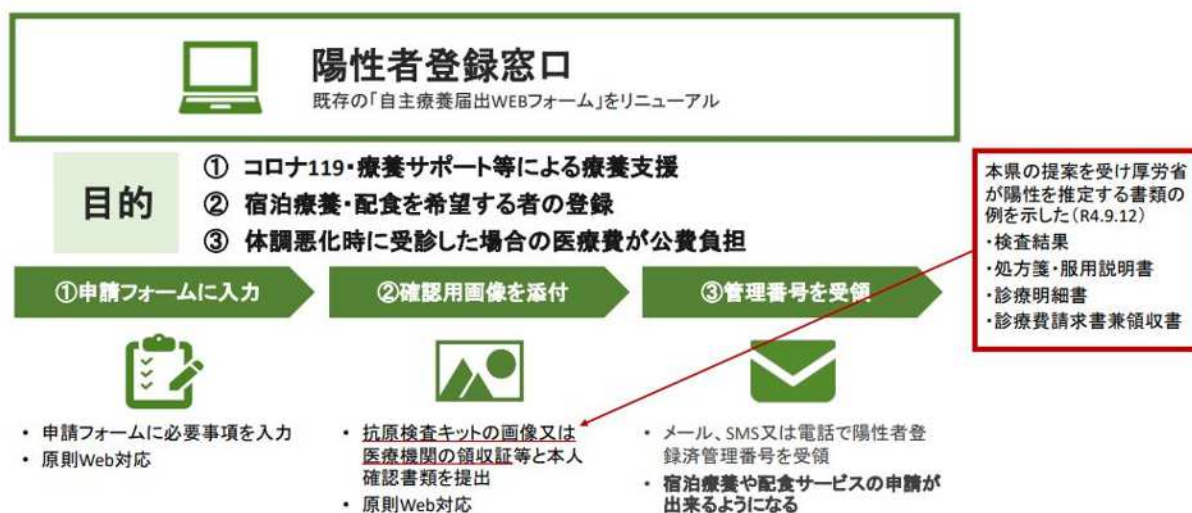 陽性者登録窓口
既存の「自主療養届出WEBフォーム」をリニューアル
目的
① コロナ119・療養サポート等による療養支援
② 宿泊療養・配食を希望する者の登録
③ 体調悪化時に受診した場合の医療費が公費負担
本県の提案を受け厚労省
が陽性を推定する書類の
例を示した(R4.9.12)
・検査結果
・処方箋・服用説明書
・診療明細書
・診療費請求書兼領収書
①申請フォームに入力
②確認用画像を添付
③管理番号を受領
• 申請フォームに必要事項を入力
• 原則Web対応
• 抗原検査キットの画像又は
医療機関の領収証等と本人
確認書類を提出
• 原則Web対応
• メール、SMS又は電話で陽性者登
録済管理番号を受領
• 宿泊療養や配食サービスの申請が
出来るようになる